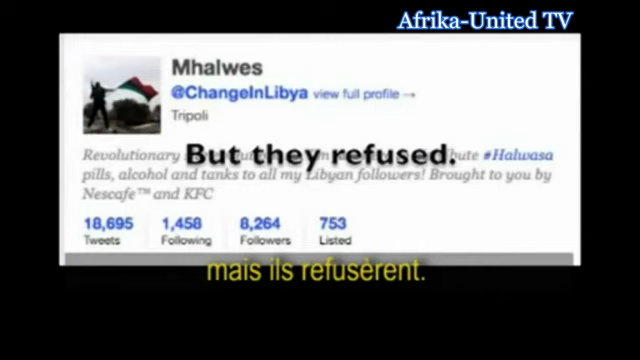 Afrika-United TV
Mhalwes
@ChangeInLibya view full profile →
Tripoli
But they refused.
Revolutionary #Halwasa
pills, alcohol and tanks to all my Libyan followers! Brought to you by
Nescafe™ and KFC
18,695 1,458 8,264 753
Tweets Following Followers Listed
mais ils refusèrent.